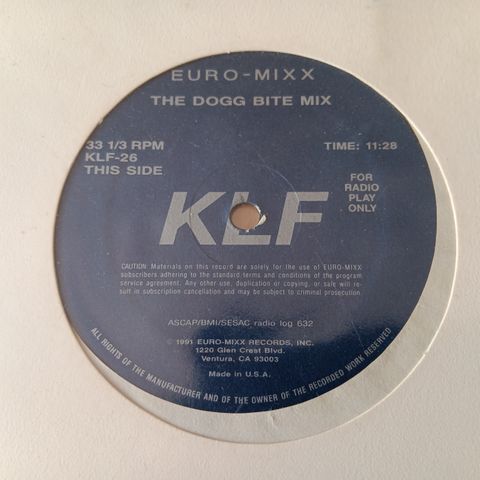 EURO-MIXX
THE DOGG BITE MIX
33 1/3 RPM
KLF-26
THIS SIDE
TIME: 11:28
FOR
RADIO
PLAY
ONLY
KLF
CAUTION: Materials on this record are solely for the use of EURO-MIXX
subscribers adhering to the standard terms and conditions of the program
service agreement. Any other use, duplication or copying, or sale will re-
sult in subscription cancellation and may be subject to criminal prosecution.
ASCAP/BMI/SESAC radio log 632
© 1991 EURO-MIXX RECORDS, INC.
1220 Glen Crest Blvd.
Ventura, CA 93003
Made in U.S.A.
ALL RIGHTS OF THE MANUFACTURER AND OF THE OWNER OF THE RECORDED WORK RESERVED